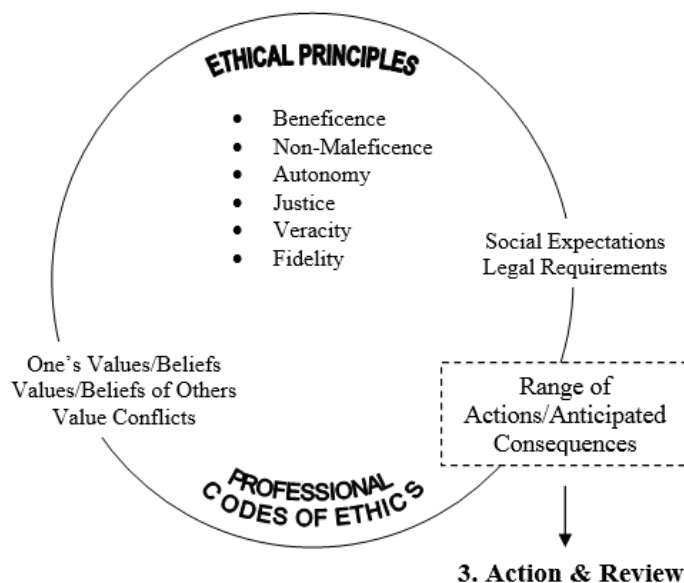 ETHICAL PRINCIPLES
• Beneficence
• Non-Maleficence
• Autonomy
• Justice
• Veracity
• Fidelity
Social Expectations
Legal Requirements
One's Values/Beliefs
Values/Beliefs of Others
Value Conflicts
Range of
Actions/Anticipated
Consequences
PROFESSIONAL
CODES OF ETHICS
3. Action & Review